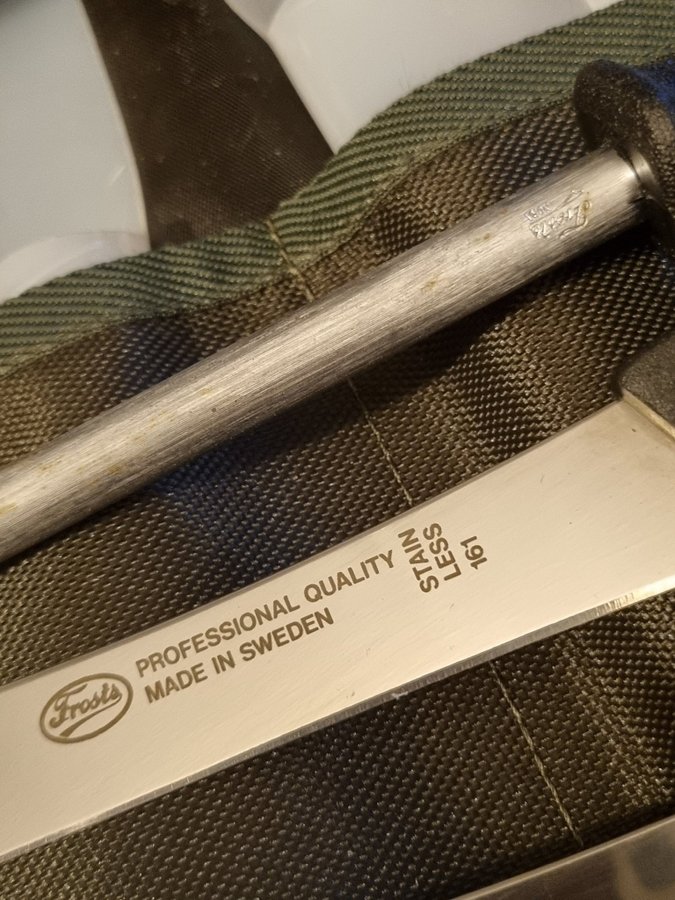 Frosts
PROFESSIONAL QUALITY
MADE IN SWEDEN
STAIN
LESS
161